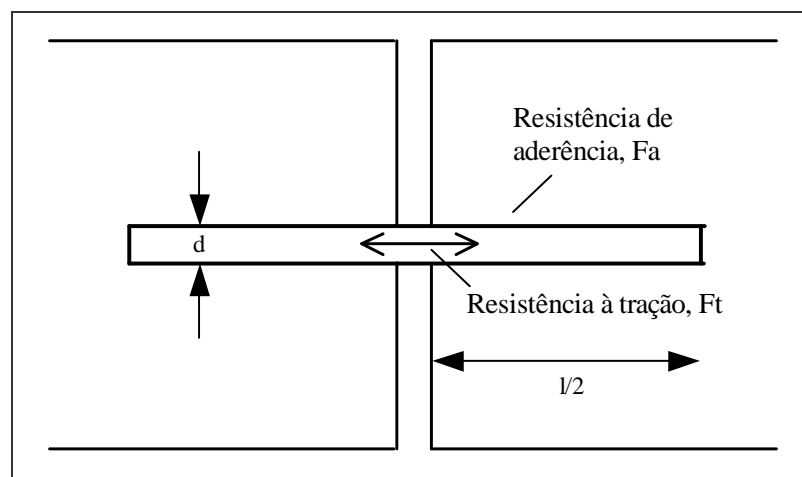 Resistência de
aderência, Fa
d
Resistência à tração, Ft
l/2